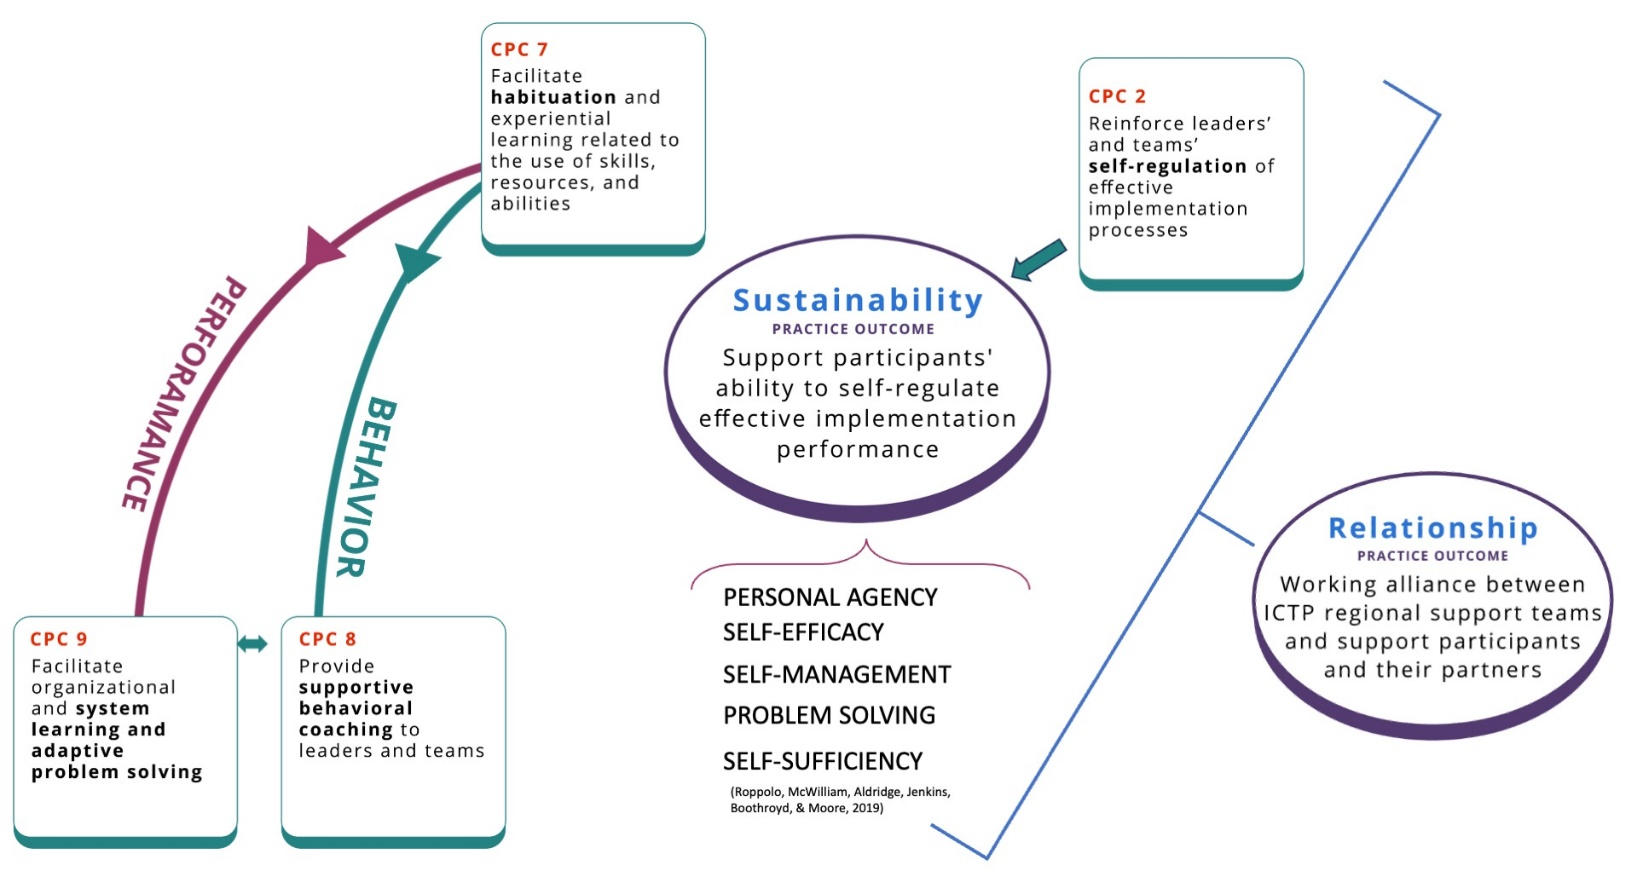 CPC 7
Facilitate
habituation and
experiential
learning related to
the use of skills,
resources, and
abilities
CPC 2
Reinforce leaders’
and teams’
self-regulation of
effective
implementation
processes
PERFORAMANCE
BEHAVIOR
Sustainability
PRACTICE OUTCOME
Support participants'
ability to self-regulate
effective implementation
performance
PERSONAL AGENCY
SELF-EFFICACY
SELF-MANAGEMENT
PROBLEM SOLVING
SELF-SUFFICIENCY
(Roppolo, McWilliam, Aldridge, Jenkins,
Boothroyd, & Moore, 2019)
Relationship
PRACTICE OUTCOME
Working alliance between
ICTP regional support teams
and support participants
and their partners
CPC 9
Facilitate
organizational
and system
learning and
adaptive
problem solving
CPC 8
Provide
supportive
behavioral
coaching to
leaders and teams